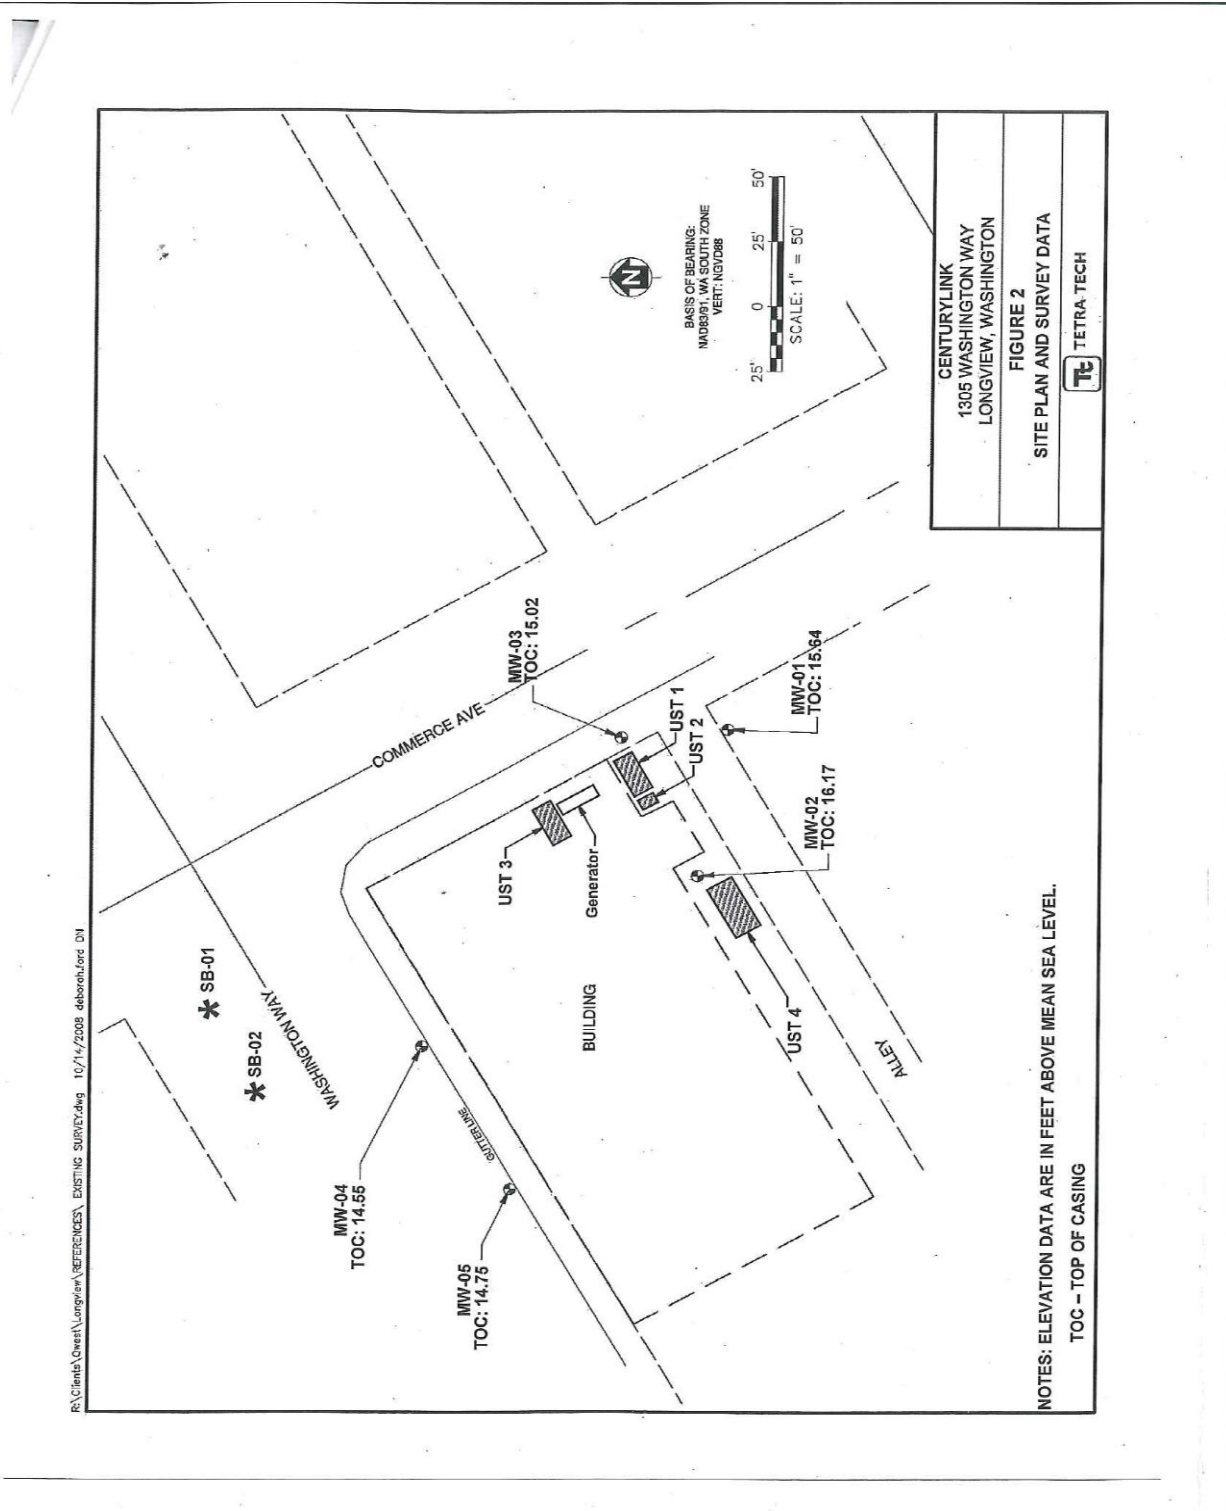 R:\Clients\Qwest\Longview\REFERENCES\ EXISTING SURVEY.dwg 10/14/2008 deborah.ford DN
SB-01
SB-02
WASHINGTON WAY
COMMERCE AVE
MW-04
TOC: 14.55
MW-05
TOC: 14.75
GUTTERLINE
MW-03
TOC: 15.02
UST 3
Generator
UST 1
UST 2
BUILDING
MW-01
TOC: 15.64
MW-02
TOC: 16.17
UST 4
ALLEY
N
BASIS OF BEARING:
NAD83/91, WA SOUTH ZONE
VERT: NGVD88
25' 0 25' 50'
SCALE: 1" = 50'
NOTES: ELEVATION DATA ARE IN FEET ABOVE MEAN SEA LEVEL.
TOC – TOP OF CASING
CENTURYLINK
1305 WASHINGTON WAY
LONGVIEW, WASHINGTON
FIGURE 2
SITE PLAN AND SURVEY DATA
Tt TETRA TECH